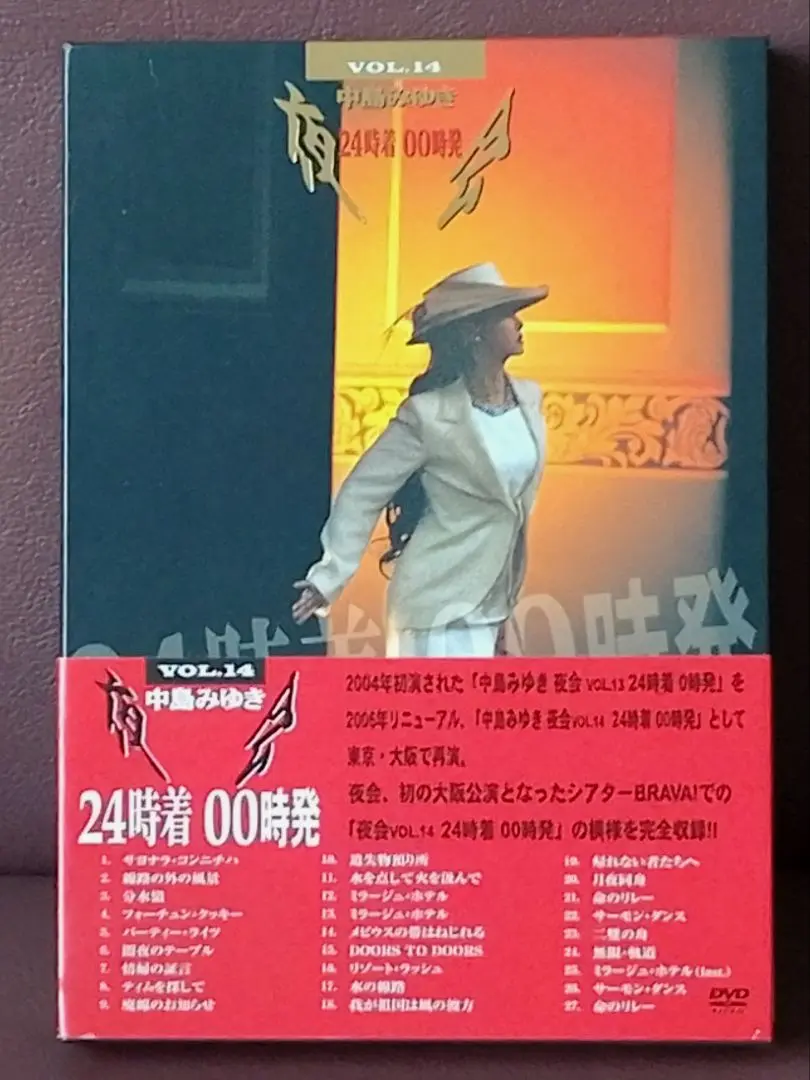 VOL.14
中島みゆき
夜会
24時着 00時発
24時着 00時発
VOL.14
中島みゆき
夜会
24時着 00時発
2004年初演された「中島みゆき 夜会 VOL.13 24時着 0時発」を
2006年リニューアル、「中島みゆき 夜会VOL.14 24時着 00時発」として
東京・大阪で再演。
夜会、初の大阪公演となったシアターBRAVA!での
「夜会VOL.14 24時着 00時発」の模様を完全収録!!
1. サヨナラ・コンニチハ
2. 線路の外の風景
3. 分水嶺
4. フォーチュン・クッキー
5. パーティー・ライツ
6. 闇夜のテーブル
7. 情婦の証言
8. ティムを探して
9. 廃線のお知らせ
10. 遺失物預り所
11. 水を点して火を汲んで
12. ミラージュ・ホテル
13. ミラージュ・ホテル
14. メビウスの帯はねじれる
15. DOORS TO DOORS
16. リゾート・ラッシュ
17. 水の線路
18. 我が祖国は風の彼方
19. 帰れない者たちへ
20. 月夜同舟
21. 命のリレー
22. サーモン・ダンス
23. 二隻の舟
24. 無限・軌道
25. ミラージュ・ホテル(inst.)
26. サーモン・ダンス
27. 命のリレー
DVD
VIDEO